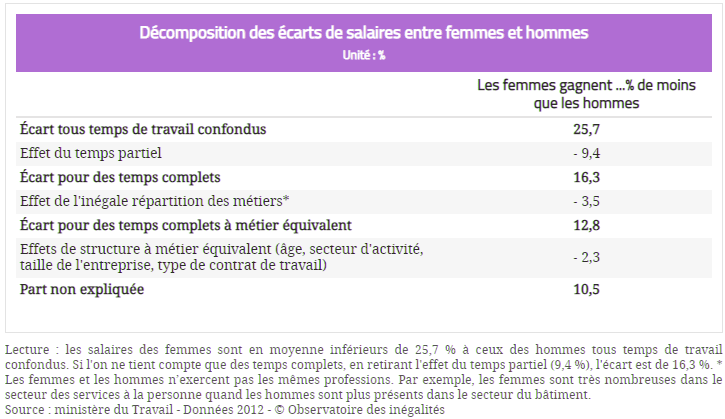 Décomposition des écarts de salaires entre femmes et hommes
Unité : %
Les femmes gagnent ...% de moins
que les hommes
Écart tous temps de travail confondus 25,7
Effet du temps partiel - 9,4
Écart pour des temps complets 16,3
Effet de l'inégale répartition des métiers* - 3,5
Écart pour des temps complets à métier équivalent 12,8
Effets de structure à métier équivalent (âge, secteur d'activité,
taille de l'entreprise, type de contrat de travail) - 2,3
Part non expliquée 10,5
Lecture : les salaires des femmes sont en moyenne inférieurs de 25,7 % à ceux des hommes tous temps de travail
confondus. Si l'on ne tient compte que des temps complets, en retirant l'effet du temps partiel (9,4 %), l'écart est de 16,3 %. *
Les femmes et les hommes n'exercent pas les mêmes professions. Par exemple, les femmes sont très nombreuses dans le
secteur des services à la personne quand les hommes sont plus présents dans le secteur du bâtiment.
Source : ministère du Travail - Données 2012 - © Observatoire des inégalités